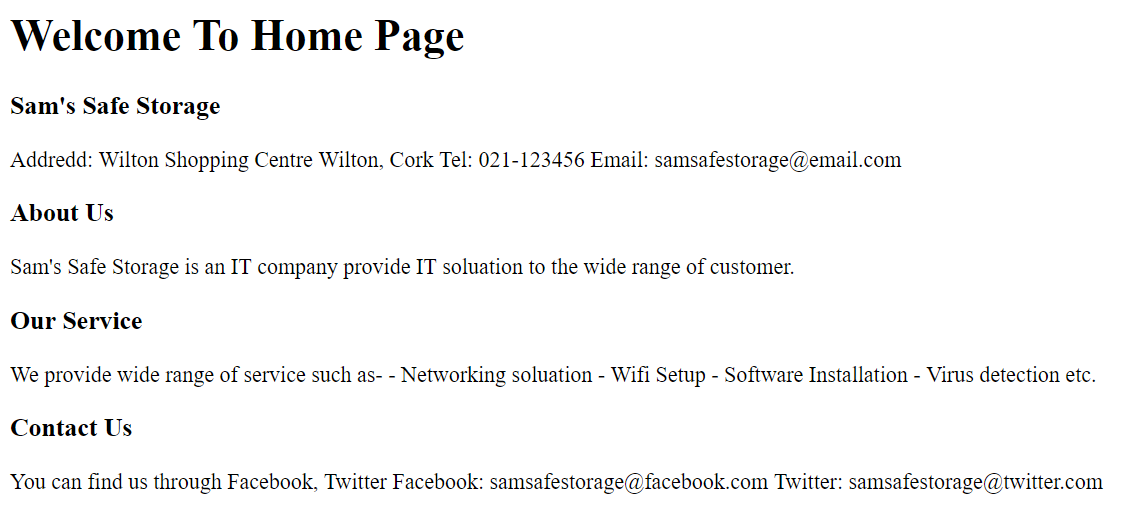 Welcome To Home Page
Sam's Safe Storage
Addredd: Wilton Shopping Centre Wilton, Cork Tel: 021-123456 Email: samsafestorage@email.com
About Us
Sam's Safe Storage is an IT company provide IT soluation to the wide range of customer.
Our Service
We provide wide range of service such as- - Networking soluation - Wifi Setup - Software Installation - Virus detection etc.
Contact Us
You can find us through Facebook, Twitter Facebook: samsafestorage@facebook.com Twitter: samsafestorage@twitter.com